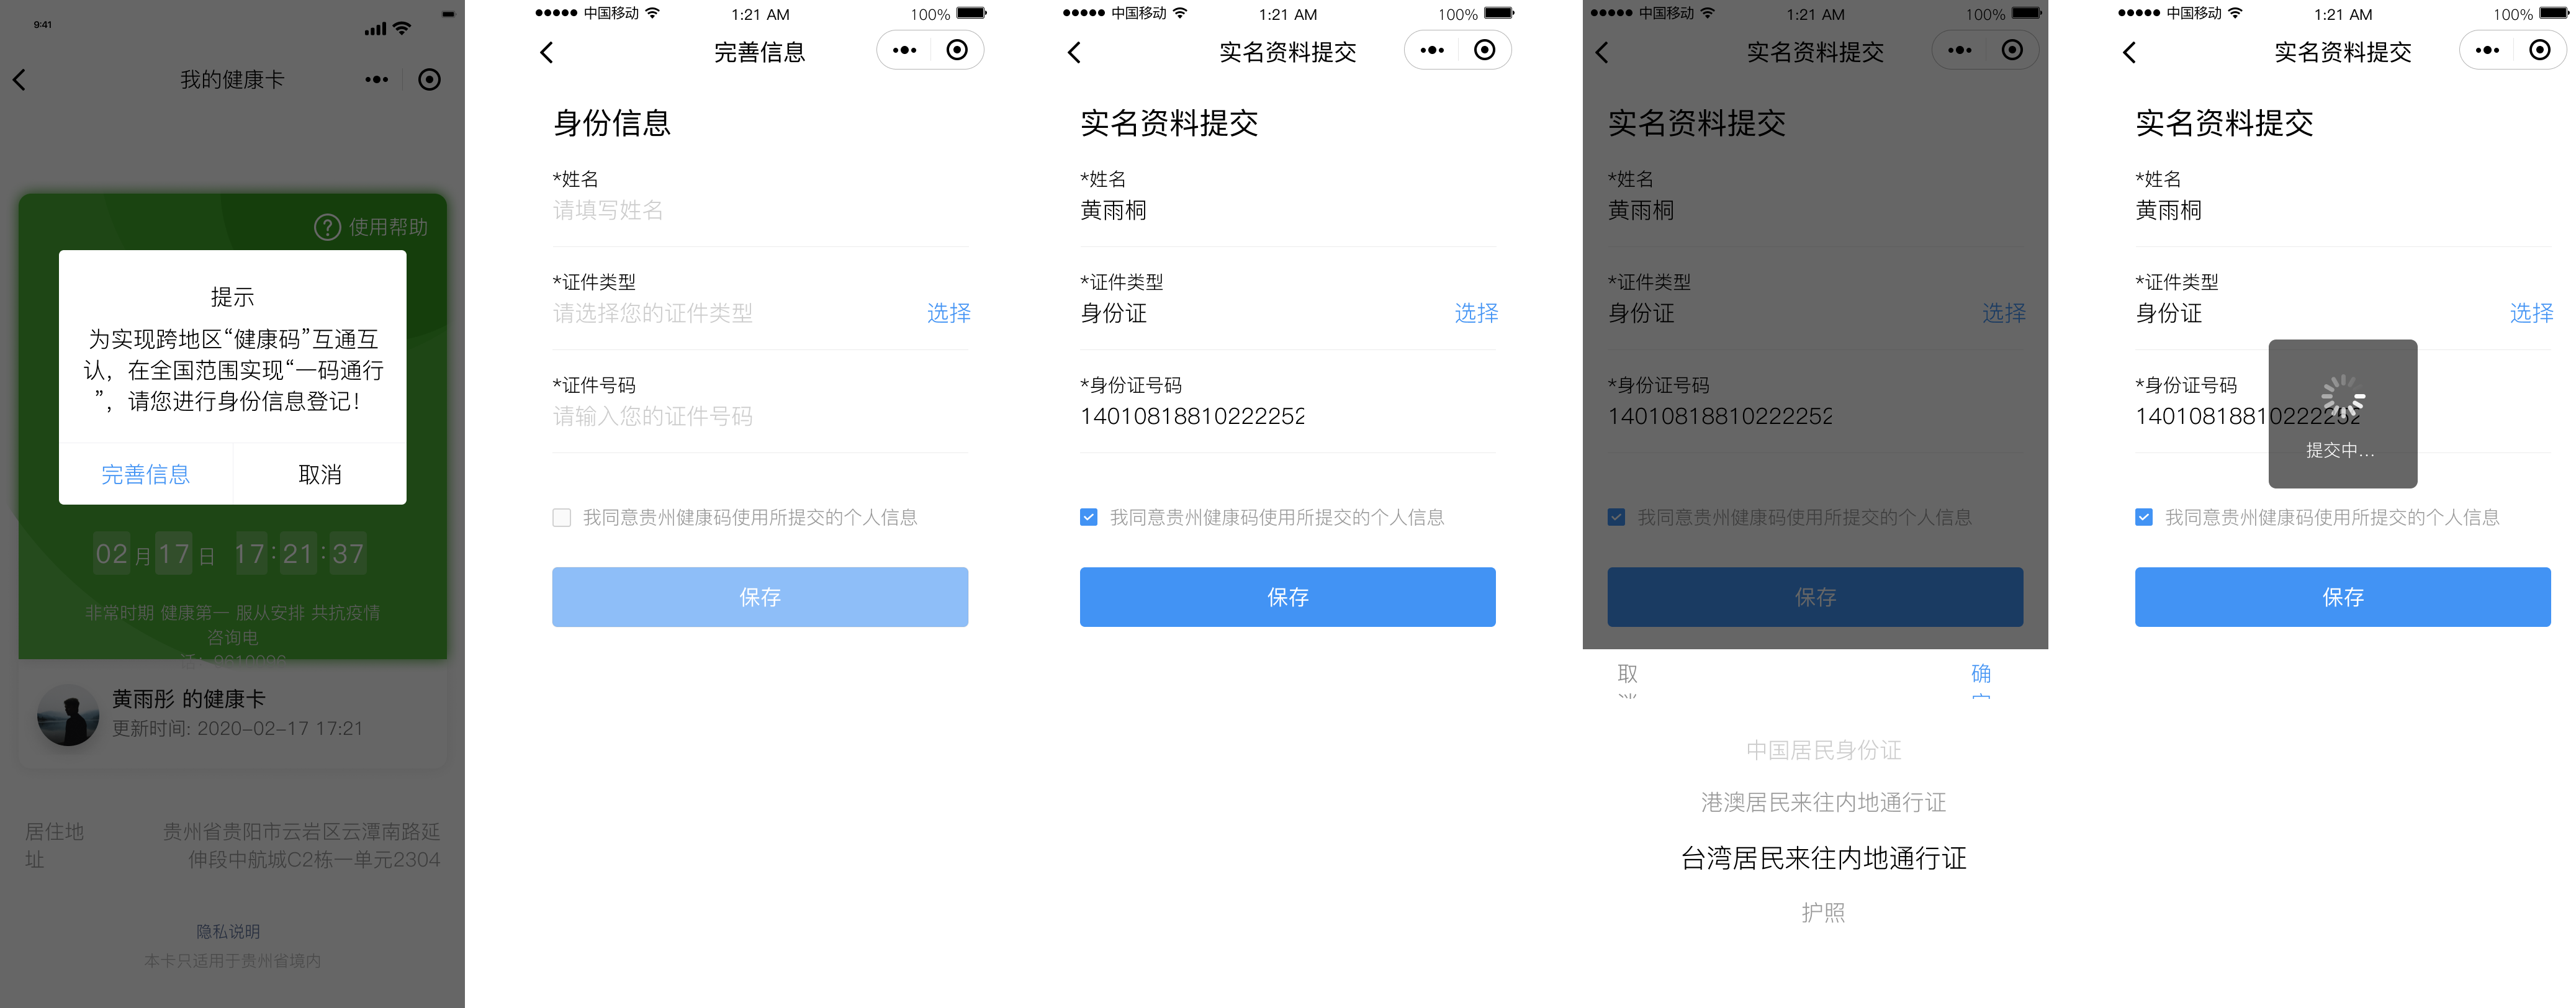 9:41
我的健康卡
使用帮助
提示
为实现跨地区“健康码”互通互
认，在全国范围实现“一码通行
”，请您进行身份信息登记！
完善信息
取消
02月17日 17:21:37
非常时期 健康第一 服从安排 共抗疫情
咨询电
黄雨彤 的健康卡
更新时间: 2020-02-17 17:21
居住地
址
贵州省贵阳市云岩区云潭南路延
伸段中航城C2栋一单元2304
隐私说明
本卡只适用于贵州省境内
中国移动 1:21 AM 100%
完善信息
身份信息
*姓名
请填写姓名
*证件类型
请选择您的证件类型 选择
*证件号码
请输入您的证件号码
我同意贵州健康码使用所提交的个人信息
保存
中国移动 1:21 AM 100%
实名资料提交
实名资料提交
*姓名
黄雨桐
*证件类型
身份证 选择
*身份证号码
14010818810222252
我同意贵州健康码使用所提交的个人信息
保存
中国移动 1:21 AM 100%
实名资料提交
实名资料提交
*姓名
黄雨桐
*证件类型
身份证 选择
*身份证号码
14010818810222252
我同意贵州健康码使用所提交的个人信息
保存
取 确
中国居民身份证
港澳居民来往内地通行证
台湾居民来往内地通行证
护照
中国移动 1:21 AM 100%
实名资料提交
实名资料提交
*姓名
黄雨桐
*证件类型
身份证 选择
*身份证号码
14010818810222252
提交中...
我同意贵州健康码使用所提交的个人信息
保存